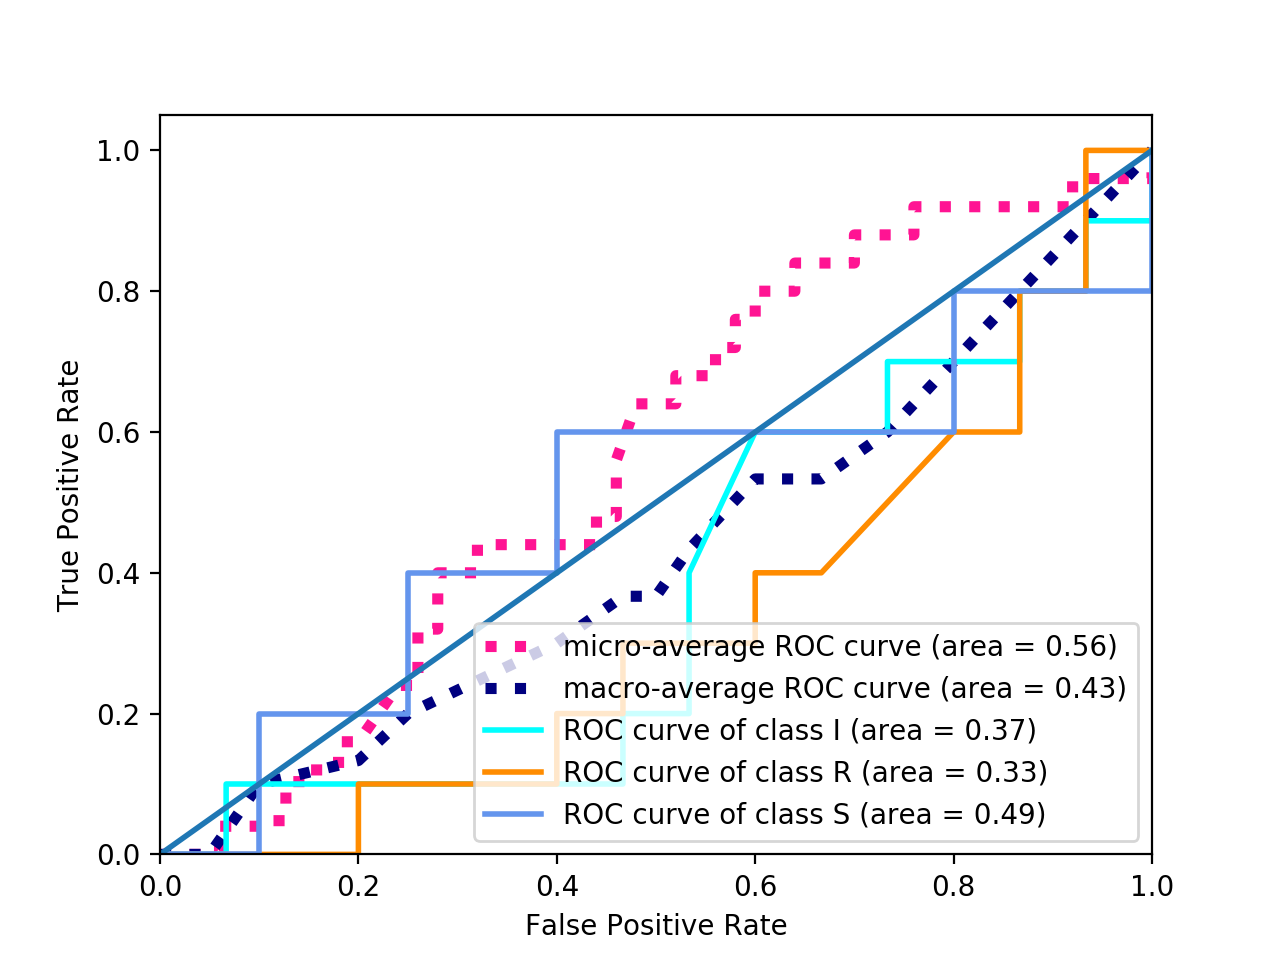 1.0
0.8
0.6
0.4
0.2
0.0
True Positive Rate
micro-average ROC curve (area = 0.56)
macro-average ROC curve (area = 0.43)
ROC curve of class I (area = 0.37)
ROC curve of class R (area = 0.33)
ROC curve of class S (area = 0.49)
0.0 0.2 0.4 0.6 0.8 1.0
False Positive Rate